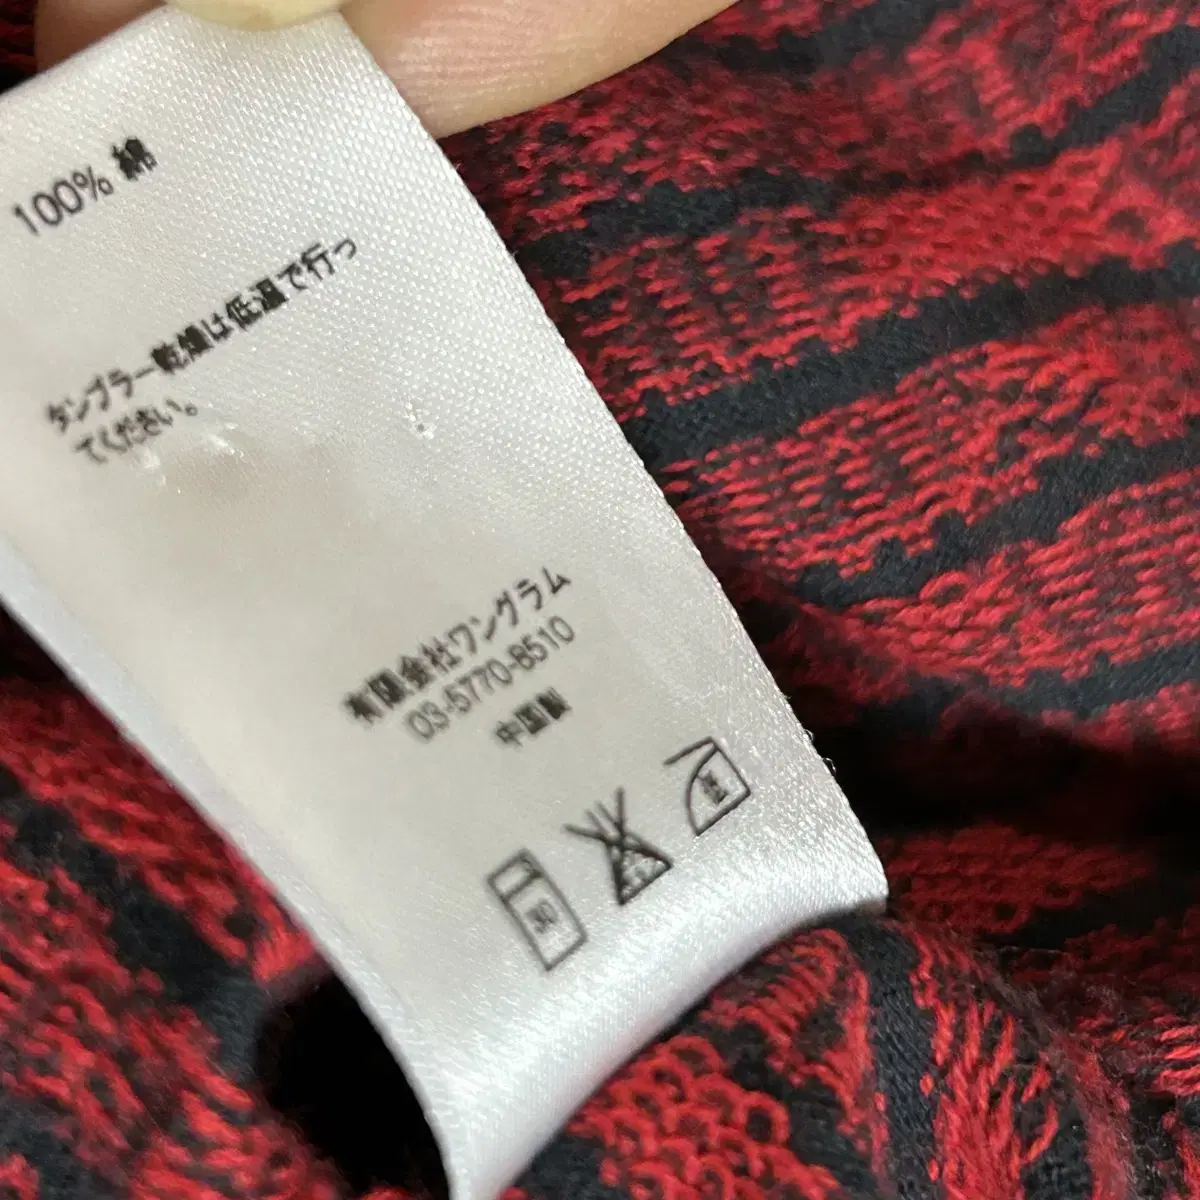 100% 綿
タンブラー乾燥は低温で行っ
てください。
有限会社ワングラム
03-5770-8510
中国製
30